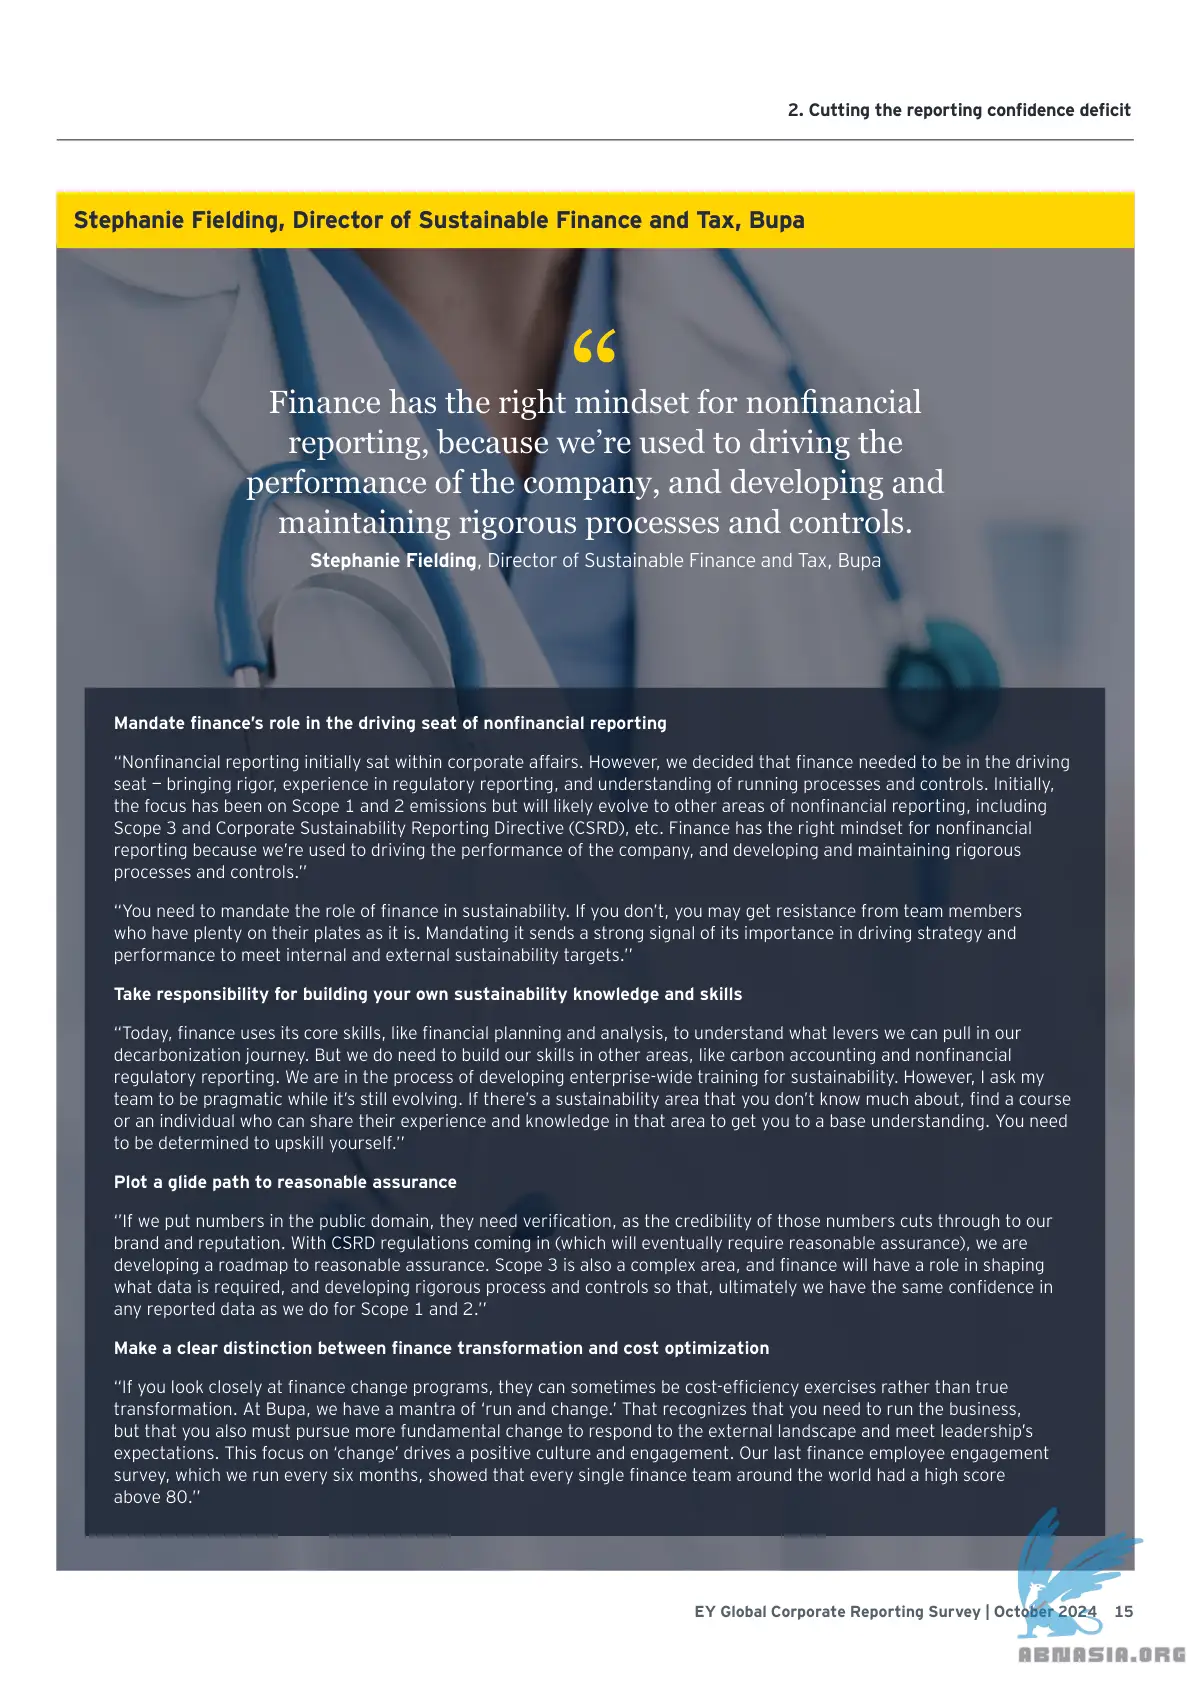 2. Cutting the reporting confidence deficit
Stephanie Fielding, Director of Sustainable Finance and Tax, Bupa
“
Finance has the right mindset for nonfinancial
reporting, because we’re used to driving the
performance of the company, and developing and
maintaining rigorous processes and controls.
Stephanie Fielding, Director of Sustainable Finance and Tax, Bupa
Mandate finance’s role in the driving seat of nonfinancial reporting
“Nonfinancial reporting initially sat within corporate affairs. However, we decided that finance needed to be in the driving
seat – bringing rigor, experience in regulatory reporting, and understanding of running processes and controls. Initially,
the focus has been on Scope 1 and 2 emissions but will likely evolve to other areas of nonfinancial reporting, including
Scope 3 and Corporate Sustainability Reporting Directive (CSRD), etc. Finance has the right mindset for nonfinancial
reporting because we’re used to driving the performance of the company, and developing and maintaining rigorous
processes and controls.”
“You need to mandate the role of finance in sustainability. If you don’t, you may get resistance from team members
who have plenty on their plates as it is. Mandating it sends a strong signal of its importance in driving strategy and
performance to meet internal and external sustainability targets.”
Take responsibility for building your own sustainability knowledge and skills
“Today, finance uses its core skills, like financial planning and analysis, to understand what levers we can pull in our
decarbonization journey. But we do need to build our skills in other areas, like carbon accounting and nonfinancial
regulatory reporting. We are in the process of developing enterprise-wide training for sustainability. However, I ask my
team to be pragmatic while it’s still evolving. If there’s a sustainability area that you don’t know much about, find a course
or an individual who can share their experience and knowledge in that area to get you to a base understanding. You need
to be determined to upskill yourself.”
Plot a glide path to reasonable assurance
“If we put numbers in the public domain, they need verification, as the credibility of those numbers cuts through to our
brand and reputation. With CSRD regulations coming in (which will eventually require reasonable assurance), we are
developing a roadmap to reasonable assurance. Scope 3 is also a complex area, and finance will have a role in shaping
what data is required, and developing rigorous process and controls so that, ultimately we have the same confidence in
any reported data as we do for Scope 1 and 2.”
Make a clear distinction between finance transformation and cost optimization
“If you look closely at finance change programs, they can sometimes be cost-efficiency exercises rather than true
transformation. At Bupa, we have a mantra of ‘run and change.’ That recognizes that you need to run the business,
but that you also must pursue more fundamental change to respond to the external landscape and meet leadership’s
expectations. This focus on ‘change’ drives a positive culture and engagement. Our last finance employee engagement
survey, which we run every six months, showed that every single finance team around the world had a high score
above 80.”
EY Global Corporate Reporting Survey | October 2024 15
ABNASIA.ORG